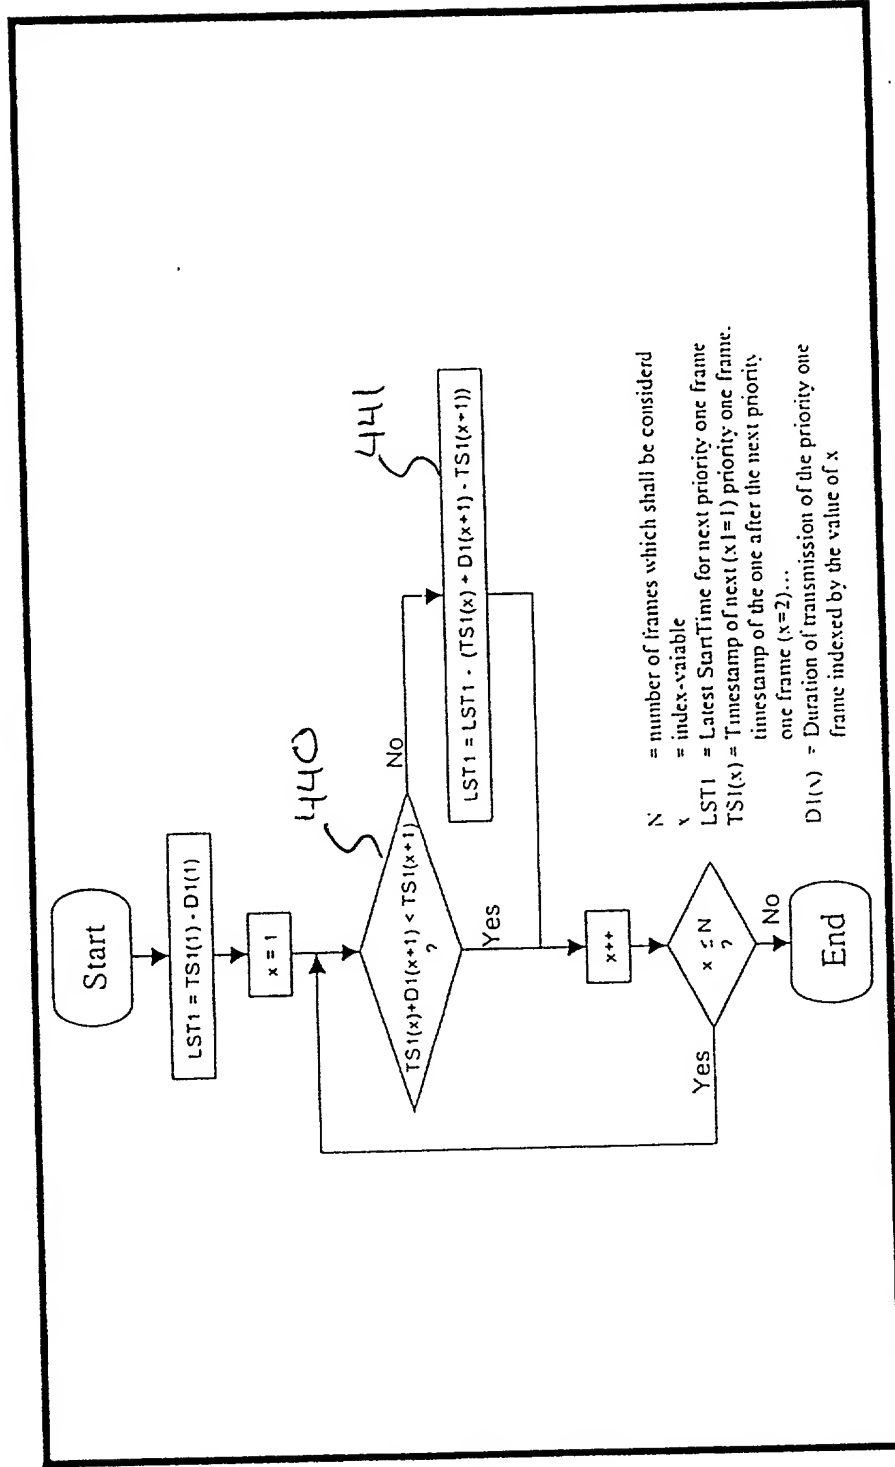 Start
LST1 = TS1(1) - D1(1)
x = 1
440
TS1(x)+D1(x+1) < TS1(x+1)
?
No
441
LST1 = LST1 - (TS1(x) + D1(x+1) - TS1(x+1))
Yes
x++
x ≤ N
?
Yes
No
End
N = number of frames which shall be considerd
x = index-vaiable
LST1 = Latest StartTime for next priority one frame
TS1(x) = Timestamp of next (x1=1) priority one frame.
timestamp of the one after the next priority
one frame (x=2)...
D1(x) = Duration of transmission of the priority one
frame indexed by the value of x